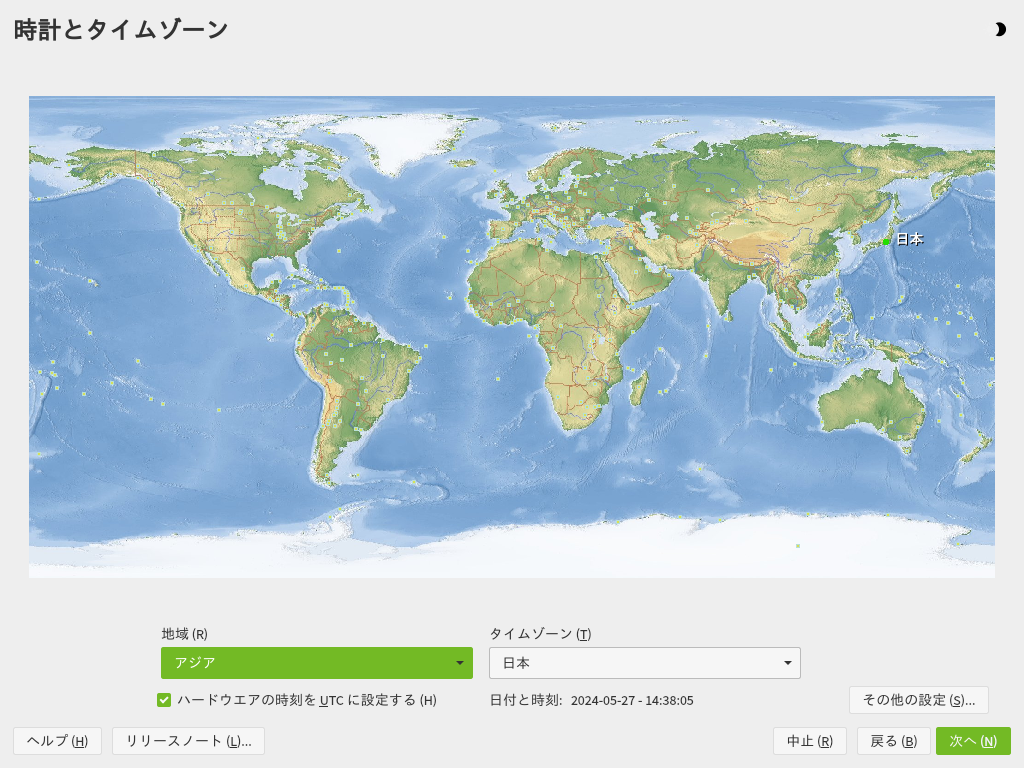 時計とタイムゾーン
日本
地域 (R)
タイムゾーン (T)
アジア
日本
ハードウエアの時刻を UTC に設定する (H)
日付と時刻: 2024-05-27 - 14:38:05
その他の設定 (S)...
ヘルプ (H)
リリースノート (L)...
中止 (R)
戻る (B)
次へ (N)